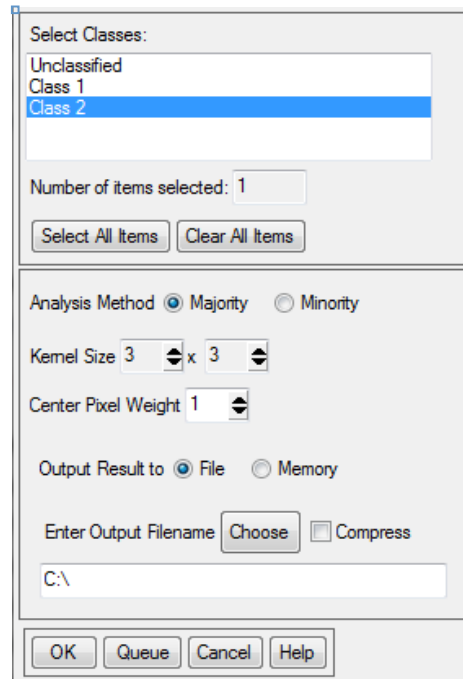 Select Classes:
Unclassified
Class 1
Class 2
Number of items selected: 1
Select All Items Clear All Items
Analysis Method Majority Minority
Kernel Size 3 x 3
Center Pixel Weight 1
Output Result to File Memory
Enter Output Filename Choose Compress
C:\
OK Queue Cancel Help